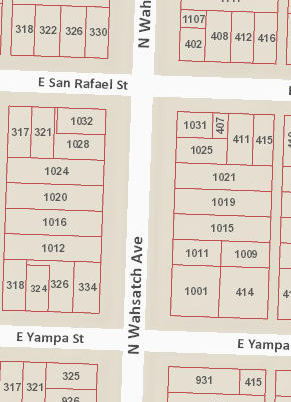 1107
318 322 326 330
402 408 412 416
N Wah
E San Rafael St
317 321 1032
1028
1031 407 411 415
1025
1024
1020
1016
1012
1021
1019
1015
1011 1009
318 324 326 334
1001 414
N Wahsatch Ave
E Yampa St
E Yampa
317 321 325
931 415